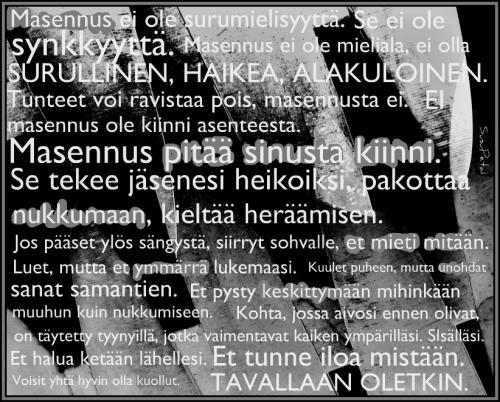 Masennus ei ole surumielisyyttä. Se ei ole
synkkyyttä. Masennus ei ole mieliala, ei olla
SURULLINEN, HAIKEA, ALAKULOINEN.
Tunteet voi ravistaa pois, masennusta ei. EI
masennus ole kiinni asenteesta.
Masennus pitää sinusta kiinni.
Se tekee jäsenesi heikoiksi, pakottaa
nukkumaan, kieltää heräämisen.
Jos pääset ylös sängystä, siirryt sohvalle, et mieti mitään.
Luet, mutta et ymmärrä lukemaasi. Kuulet puheen, mutta unohdat
sanat samantien. Et pysty keskittymään mihinkään
muuhun kuin nukkumiseen. Kohta, jossa aivosi ennen olivat,
on täytetty tyynyillä, jotka vaimentavat kaiken ympärilläsi. SIsälläsi.
Et halua ketään lähellesi. Et tunne iloa mistään.
Voisit yhtä hyvin olla kuollut. TAVALLAAN OLETKIN.